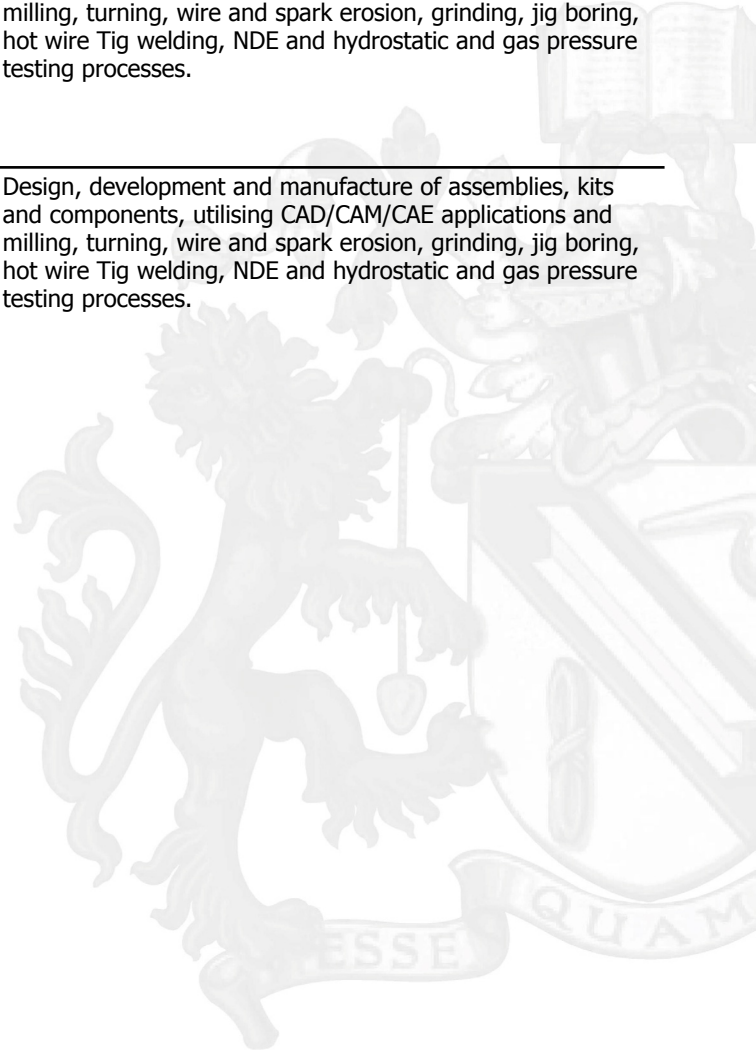 milling, turning, wire and spark erosion, grinding, jig boring,
hot wire Tig welding, NDE and hydrostatic and gas pressure
testing processes.
Design, development and manufacture of assemblies, kits
and components, utilising CAD/CAM/CAE applications and
milling, turning, wire and spark erosion, grinding, jig boring,
hot wire Tig welding, NDE and hydrostatic and gas pressure
testing processes.
ESSE QUAM